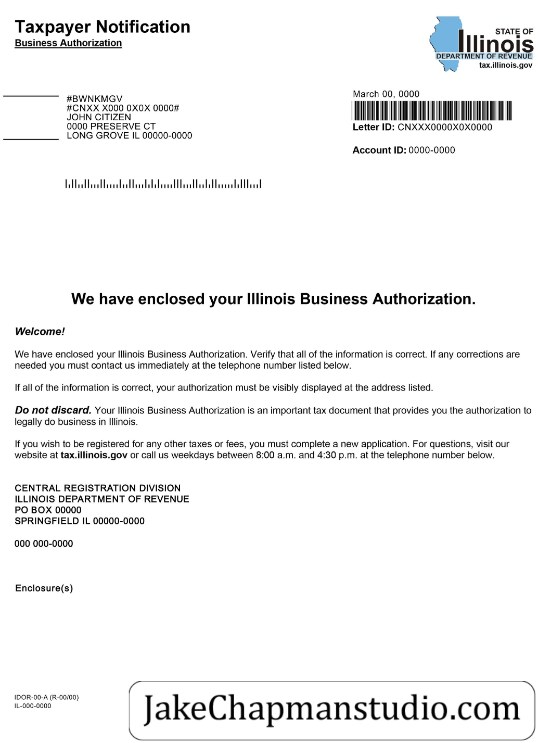 Taxpayer Notification
Business Authorization
STATE OF
Illinois
DEPARTMENT OF REVENUE
tax.illinois.gov
#BWNKMGV
#CNXX X000 0X0X 0000#
JOHN CITIZEN
0000 PRESERVE CT
LONG GROVE IL 00000-0000
March 00, 0000
Letter ID: CNXXX0000X0X0000
Account ID: 0000-0000
We have enclosed your Illinois Business Authorization.
Welcome!
We have enclosed your Illinois Business Authorization. Verify that all of the information is correct. If any corrections are
needed you must contact us immediately at the telephone number listed below.
If all of the information is correct, your authorization must be visibly displayed at the address listed.
Do not discard. Your Illinois Business Authorization is an important tax document that provides you the authorization to
legally do business in Illinois.
If you wish to be registered for any other taxes or fees, you must complete a new application. For questions, visit our
website at tax.illinois.gov or call us weekdays between 8:00 a.m. and 4:30 p.m. at the telephone number below.
CENTRAL REGISTRATION DIVISION
ILLINOIS DEPARTMENT OF REVENUE
PO BOX 00000
SPRINGFIELD IL 00000-0000
000 000-0000
Enclosure(s)
IDOR-00-A (R-00/00)
IL-000-0000
JakeChapmanstudio.com